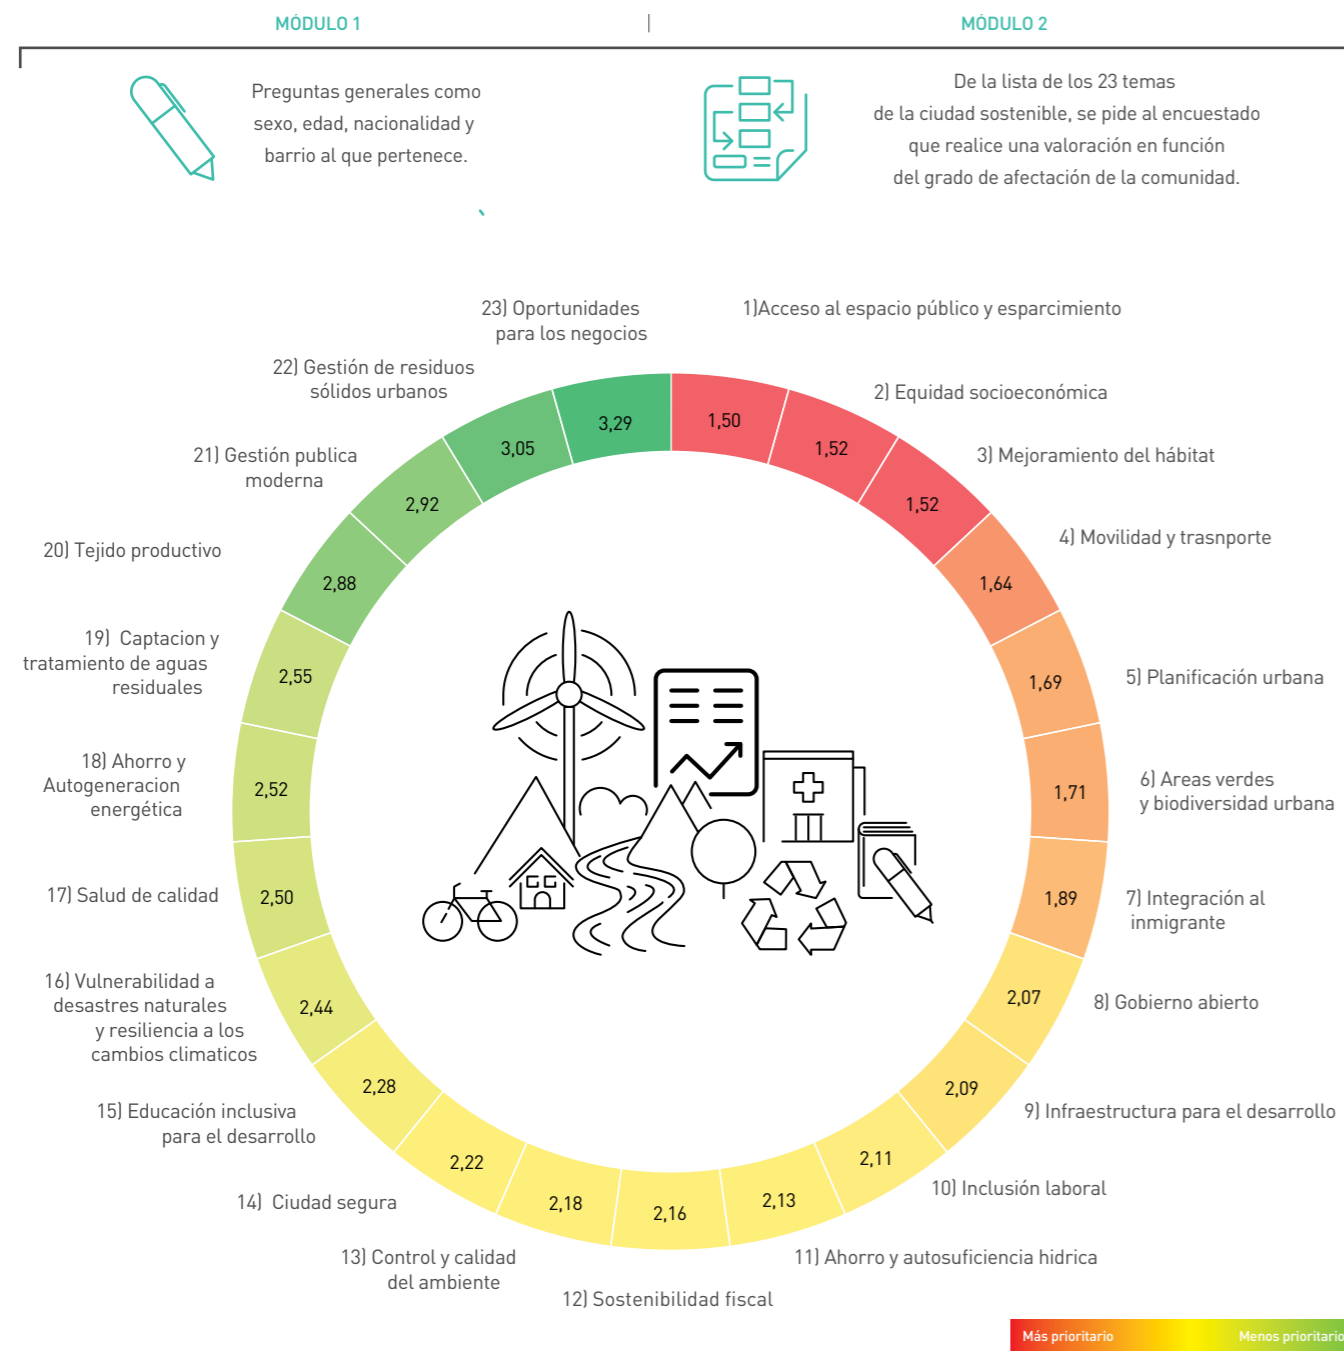 MÓDULO 1
MÓDULO 2
Preguntas generales como
sexo, edad, nacionalidad y
barrio al que pertenece.
De la lista de los 23 temas
de la ciudad sostenible, se pide al encuestado
que realice una valoración en función
del grado de afectación de la comunidad.
1)Acceso al espacio público y esparcimiento
1,50
2) Equidad socioeconómica
1,52
3) Mejoramiento del hábitat
1,52
4) Movilidad y trasnporte
1,64
5) Planificación urbana
1,69
6) Areas verdes
y biodiversidad urbana
1,71
7) Integración al
inmigrante
1,89
8) Gobierno abierto
2,07
9) Infraestructura para el desarrollo
2,09
10) Inclusión laboral
2,11
11) Ahorro y autosuficiencia hidrica
2,13
12) Sostenibilidad fiscal
2,16
13) Control y calidad
del ambiente
2,18
14) Ciudad segura
2,22
15) Educación inclusiva
para el desarrollo
2,28
16) Vulnerabilidad a
desastres naturales
y resiliencia a los
cambios climaticos
2,44
17) Salud de calidad
2,50
18) Ahorro y
Autogeneracion
energética
2,52
19) Captacion y
tratamiento de aguas
residuales
2,55
20) Tejido productivo
2,88
21) Gestión publica
moderna
2,92
22) Gestión de residuos
sólidos urbanos
3,05
23) Oportunidades
para los negocios
3,29
Más prioritario
Menos prioritario